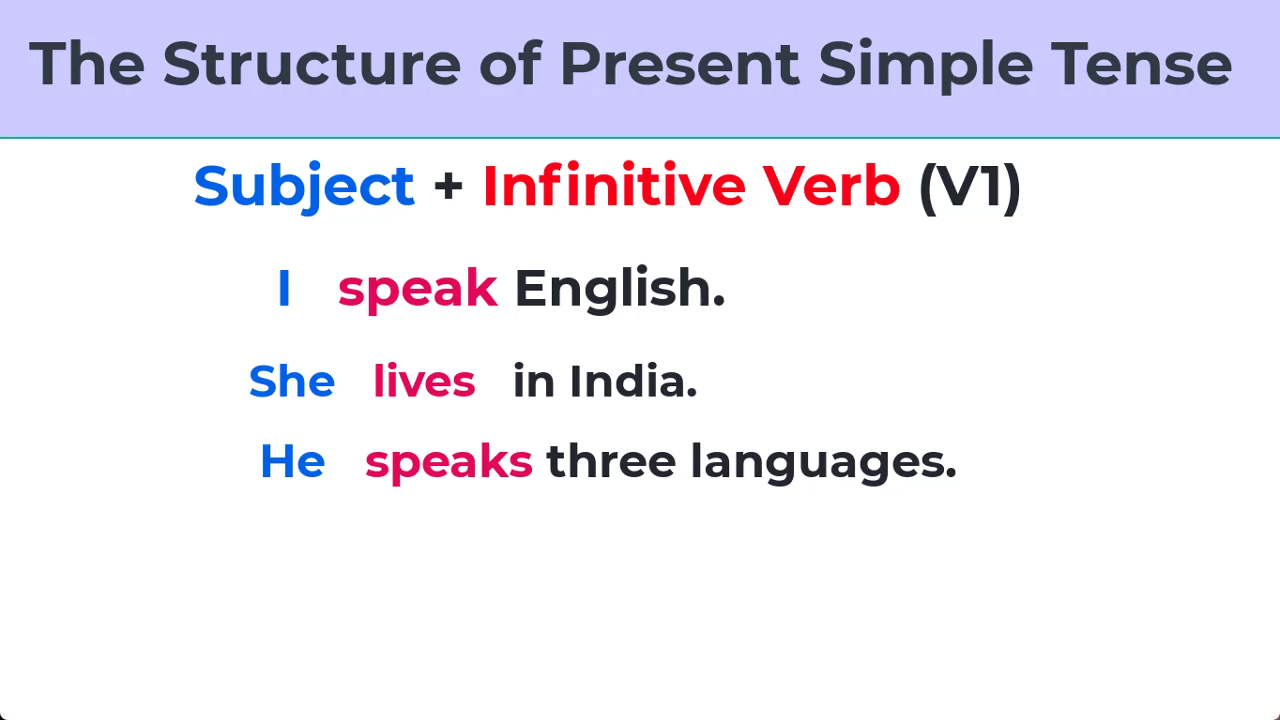 The Structure of Present Simple Tense
Subject + Infinitive Verb (V1)
I speak English.
She lives in India.
He speaks three languages.